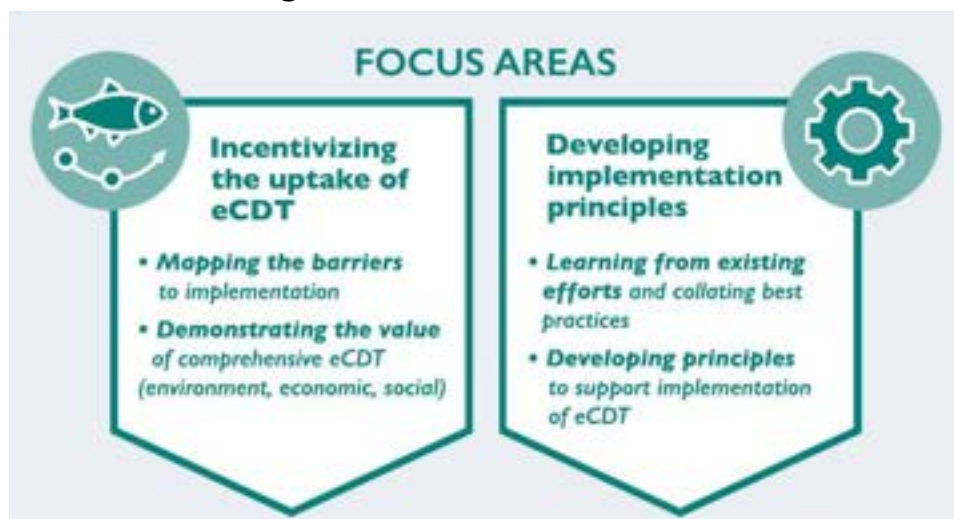 FOCUS AREAS
Incentivizing
the uptake of
eCDT
• Mapping the barriers
to implementation
• Demonstrating the value
of comprehensive eCDT
(environment, economic, social)
Developing
implementation
principles
• Learning from existing
efforts and collating best
practices
• Developing principles
to support implementation
of eCDT